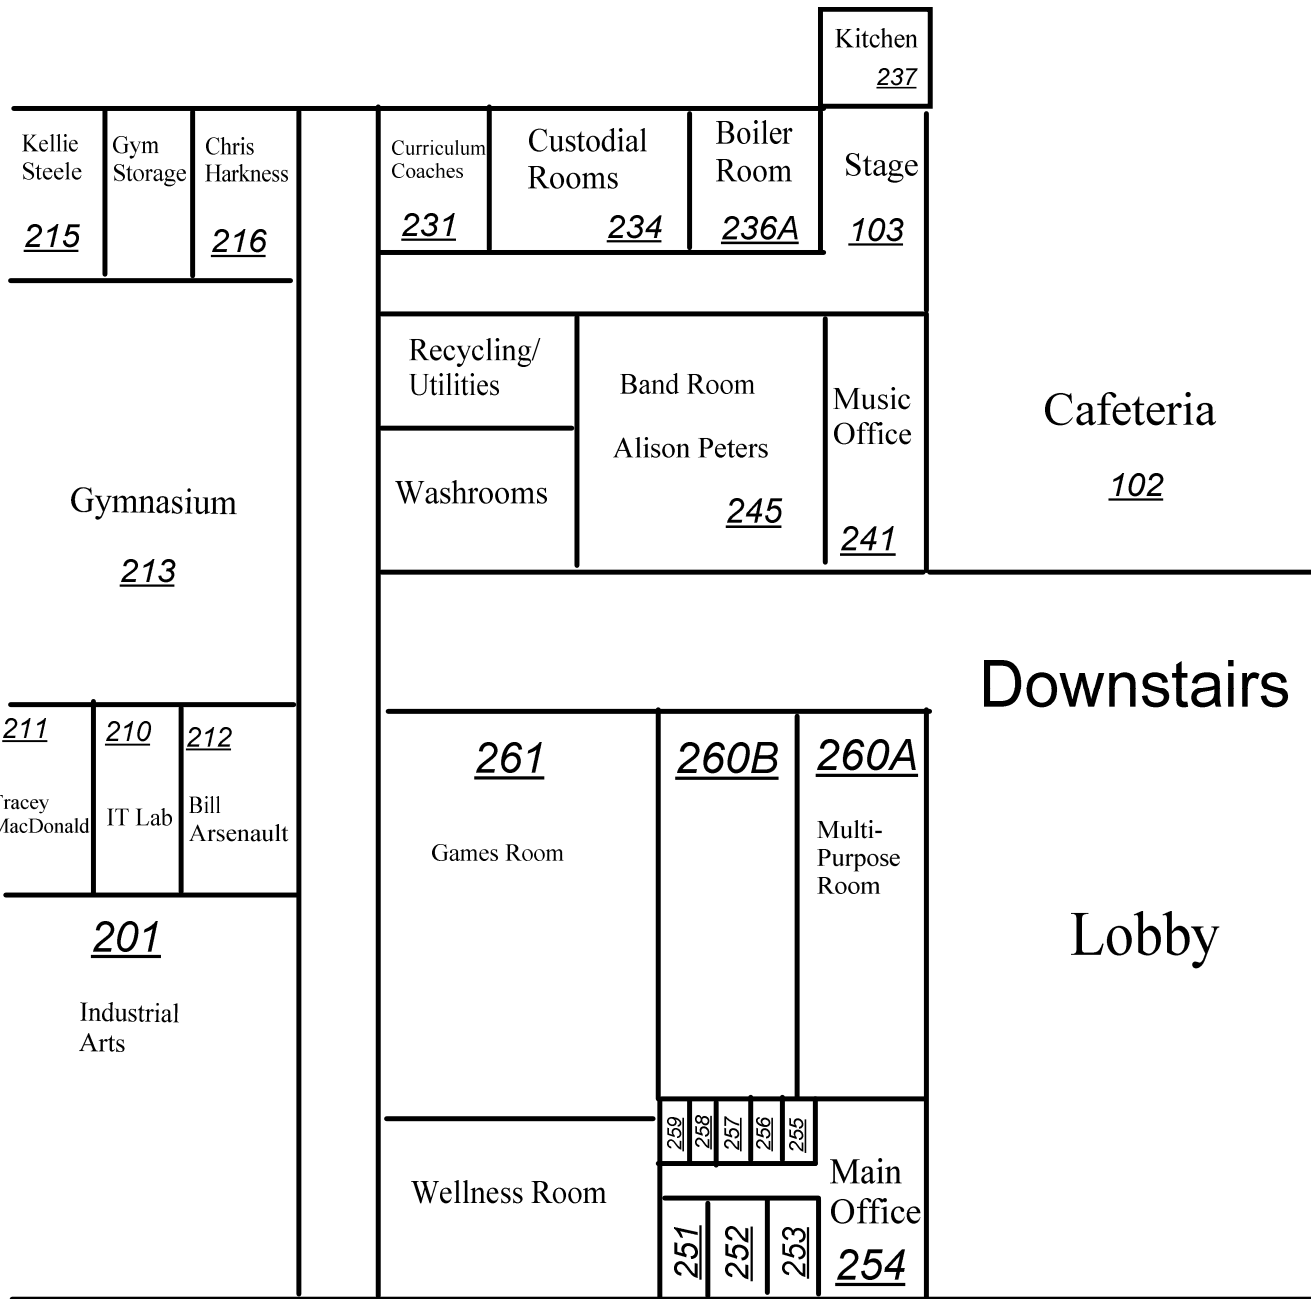 Kitchen
237
Kellie
Steele
215
Gym
Storage
Chris
Harkness
216
Curriculum
Coaches
231
Custodial
Rooms
234
Boiler
Room
236A
Stage
103
Recycling/
Utilities
Washrooms
Band Room
Alison Peters
245
Music
Office
241
Cafeteria
102
Gymnasium
213
Downstairs
211
Tracey
MacDonald
210
IT Lab
212
Bill
Arsenault
261
Games Room
260B
260A
Multi-
Purpose
Room
Lobby
201
Industrial
Arts
Wellness Room
259
258
257
256
255
Main
Office
254
251
252
253